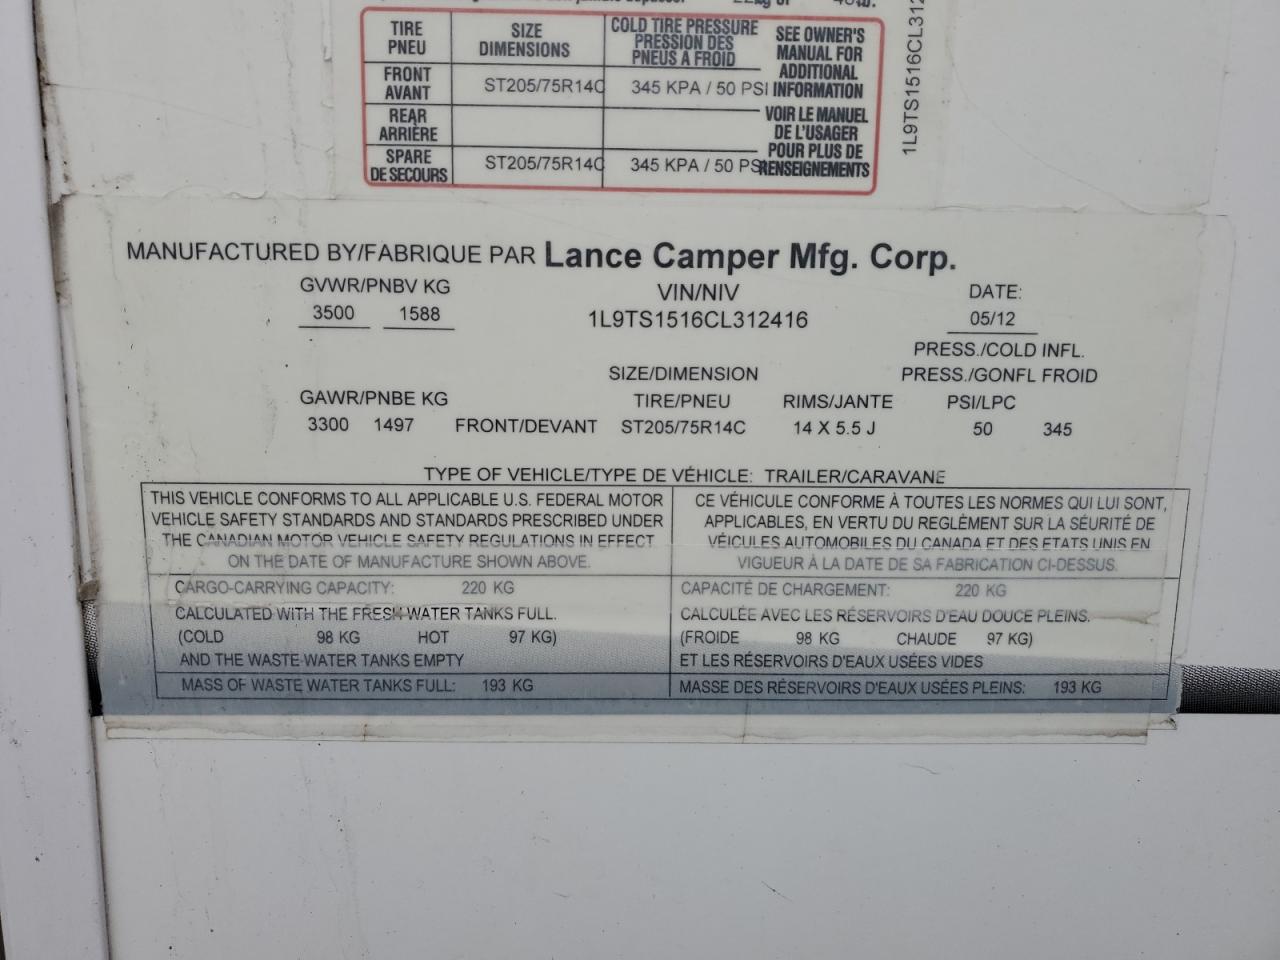 TIRE SIZE COLD TIRE PRESSURE SEE OWNER'S
PNEU DIMENSIONS PRESSION DES MANUAL FOR
PNEUS A FROID ADDITIONAL
FRONT ST205/75R14C 345 KPA / 50 PSI INFORMATION
AVANT
REAR VOIR LE MANUEL
ARRIÈRE DE L'USAGER
SPARE ST205/75R14C 345 KPA / 50 PSI POUR PLUS DE
DE SECOURS RENSEIGNEMENTS
1L9TS1516CL312
MANUFACTURED BY/FABRIQUE PAR Lance Camper Mfg. Corp.
GVWR/PNBV KG VIN/NIV DATE:
3500 1588 1L9TS1516CL312416 05/12
PRESS./COLD INFL.
SIZE/DIMENSION PRESS./GONFL FROID
GAWR/PNBE KG TIRE/PNEU RIMS/JANTE PSI/LPC
3300 1497 FRONT/DEVANT ST205/75R14C 14 X 5.5 J 50 345
TYPE OF VEHICLE/TYPE DE VÉHICLE: TRAILER/CARAVANE
THIS VEHICLE CONFORMS TO ALL APPLICABLE U.S. FEDERAL MOTOR
VEHICLE SAFETY STANDARDS AND STANDARDS PRESCRIBED UNDER
THE CANADIAN MOTOR VEHICLE SAFETY REGULATIONS IN EFFECT
ON THE DATE OF MANUFACTURE SHOWN ABOVE.
CE VÉHICULE CONFORME À TOUTES LES NORMES QUI LUI SONT,
APPLICABLES, EN VERTU DU REGLÈMENT SUR LA SÉURITÉ DE
VÉICULES AUTOMOBILES DU CANADA ET DES ETATS UNIS EN
VIGUEUR À LA DATE DE SA FABRICATION CI-DESSUS.
CARGO-CARRYING CAPACITY: 220 KG
CALCULATED WITH THE FRESH WATER TANKS FULL.
(COLD 98 KG HOT 97 KG)
AND THE WASTE-WATER TANKS EMPTY
MASS OF WASTE WATER TANKS FULL: 193 KG
CAPACITÉ DE CHARGEMENT: 220 KG
CALCULÉE AVEC LES RÉSERVOIRS D'EAU DOUCE PLEINS.
(FROIDE 98 KG CHAUDE 97 KG)
ET LES RÉSERVOIRS D'EAUX USÉES VIDES
MASSE DES RÉSERVOIRS D'EAUX USÉES PLEINS: 193 KG